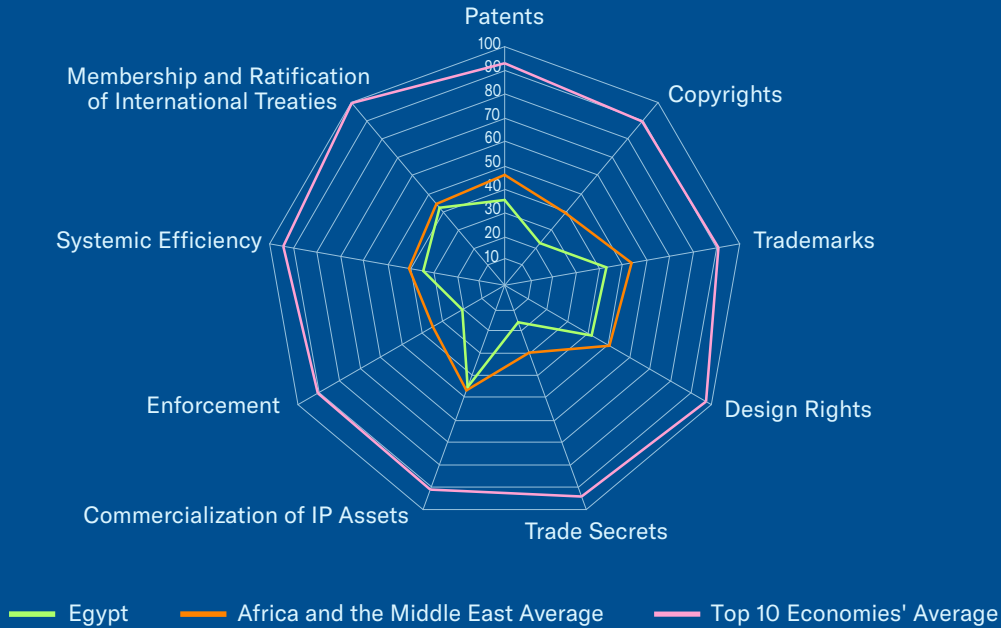 Patents
100
90
80
70
60
50
40
30
20
10
Membership and Ratification
of International Treaties
Copyrights
Systemic Efficiency
Trademarks
Enforcement
Design Rights
Commercialization of IP Assets
Trade Secrets
Egypt
Africa and the Middle East Average
Top 10 Economies' Average